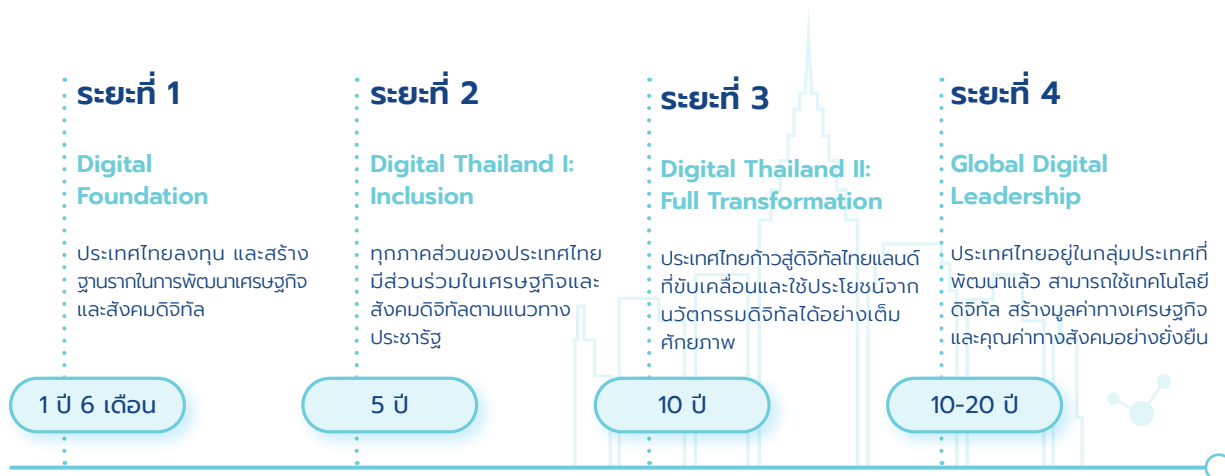 ระยะที่ 1
Digital
Foundation
ประเทศไทยลงทุน และสร้าง
ฐานรากในการพัฒนาเศรษฐกิจ
และสังคมดิจิทัล
1 ปี 6 เดือน
ระยะที่ 2
Digital Thailand I:
Inclusion
ทุกภาคส่วนของประเทศไทย
มีส่วนร่วมในเศรษฐกิจและ
สังคมดิจิทัลตามแนวทาง
ประชารัฐ
5 ปี
ระยะที่ 3
Digital Thailand II:
Full Transformation
ประเทศไทยก้าวสู่ดิจิทัลไทยแลนด์
ที่ขับเคลื่อนและใช้ประโยชน์จาก
นวัตกรรมดิจิทัลได้อย่างเต็ม
ศักยภาพ
10 ปี
ระยะที่ 4
Global Digital
Leadership
ประเทศไทยอยู่ในกลุ่มประเทศที่
พัฒนาแล้ว สามารถใช้เทคโนโลยี
ดิจิทัล สร้างมูลค่าทางเศรษฐกิจ
และคุณค่าทางสังคมอย่างยั่งยืน
10-20 ปี